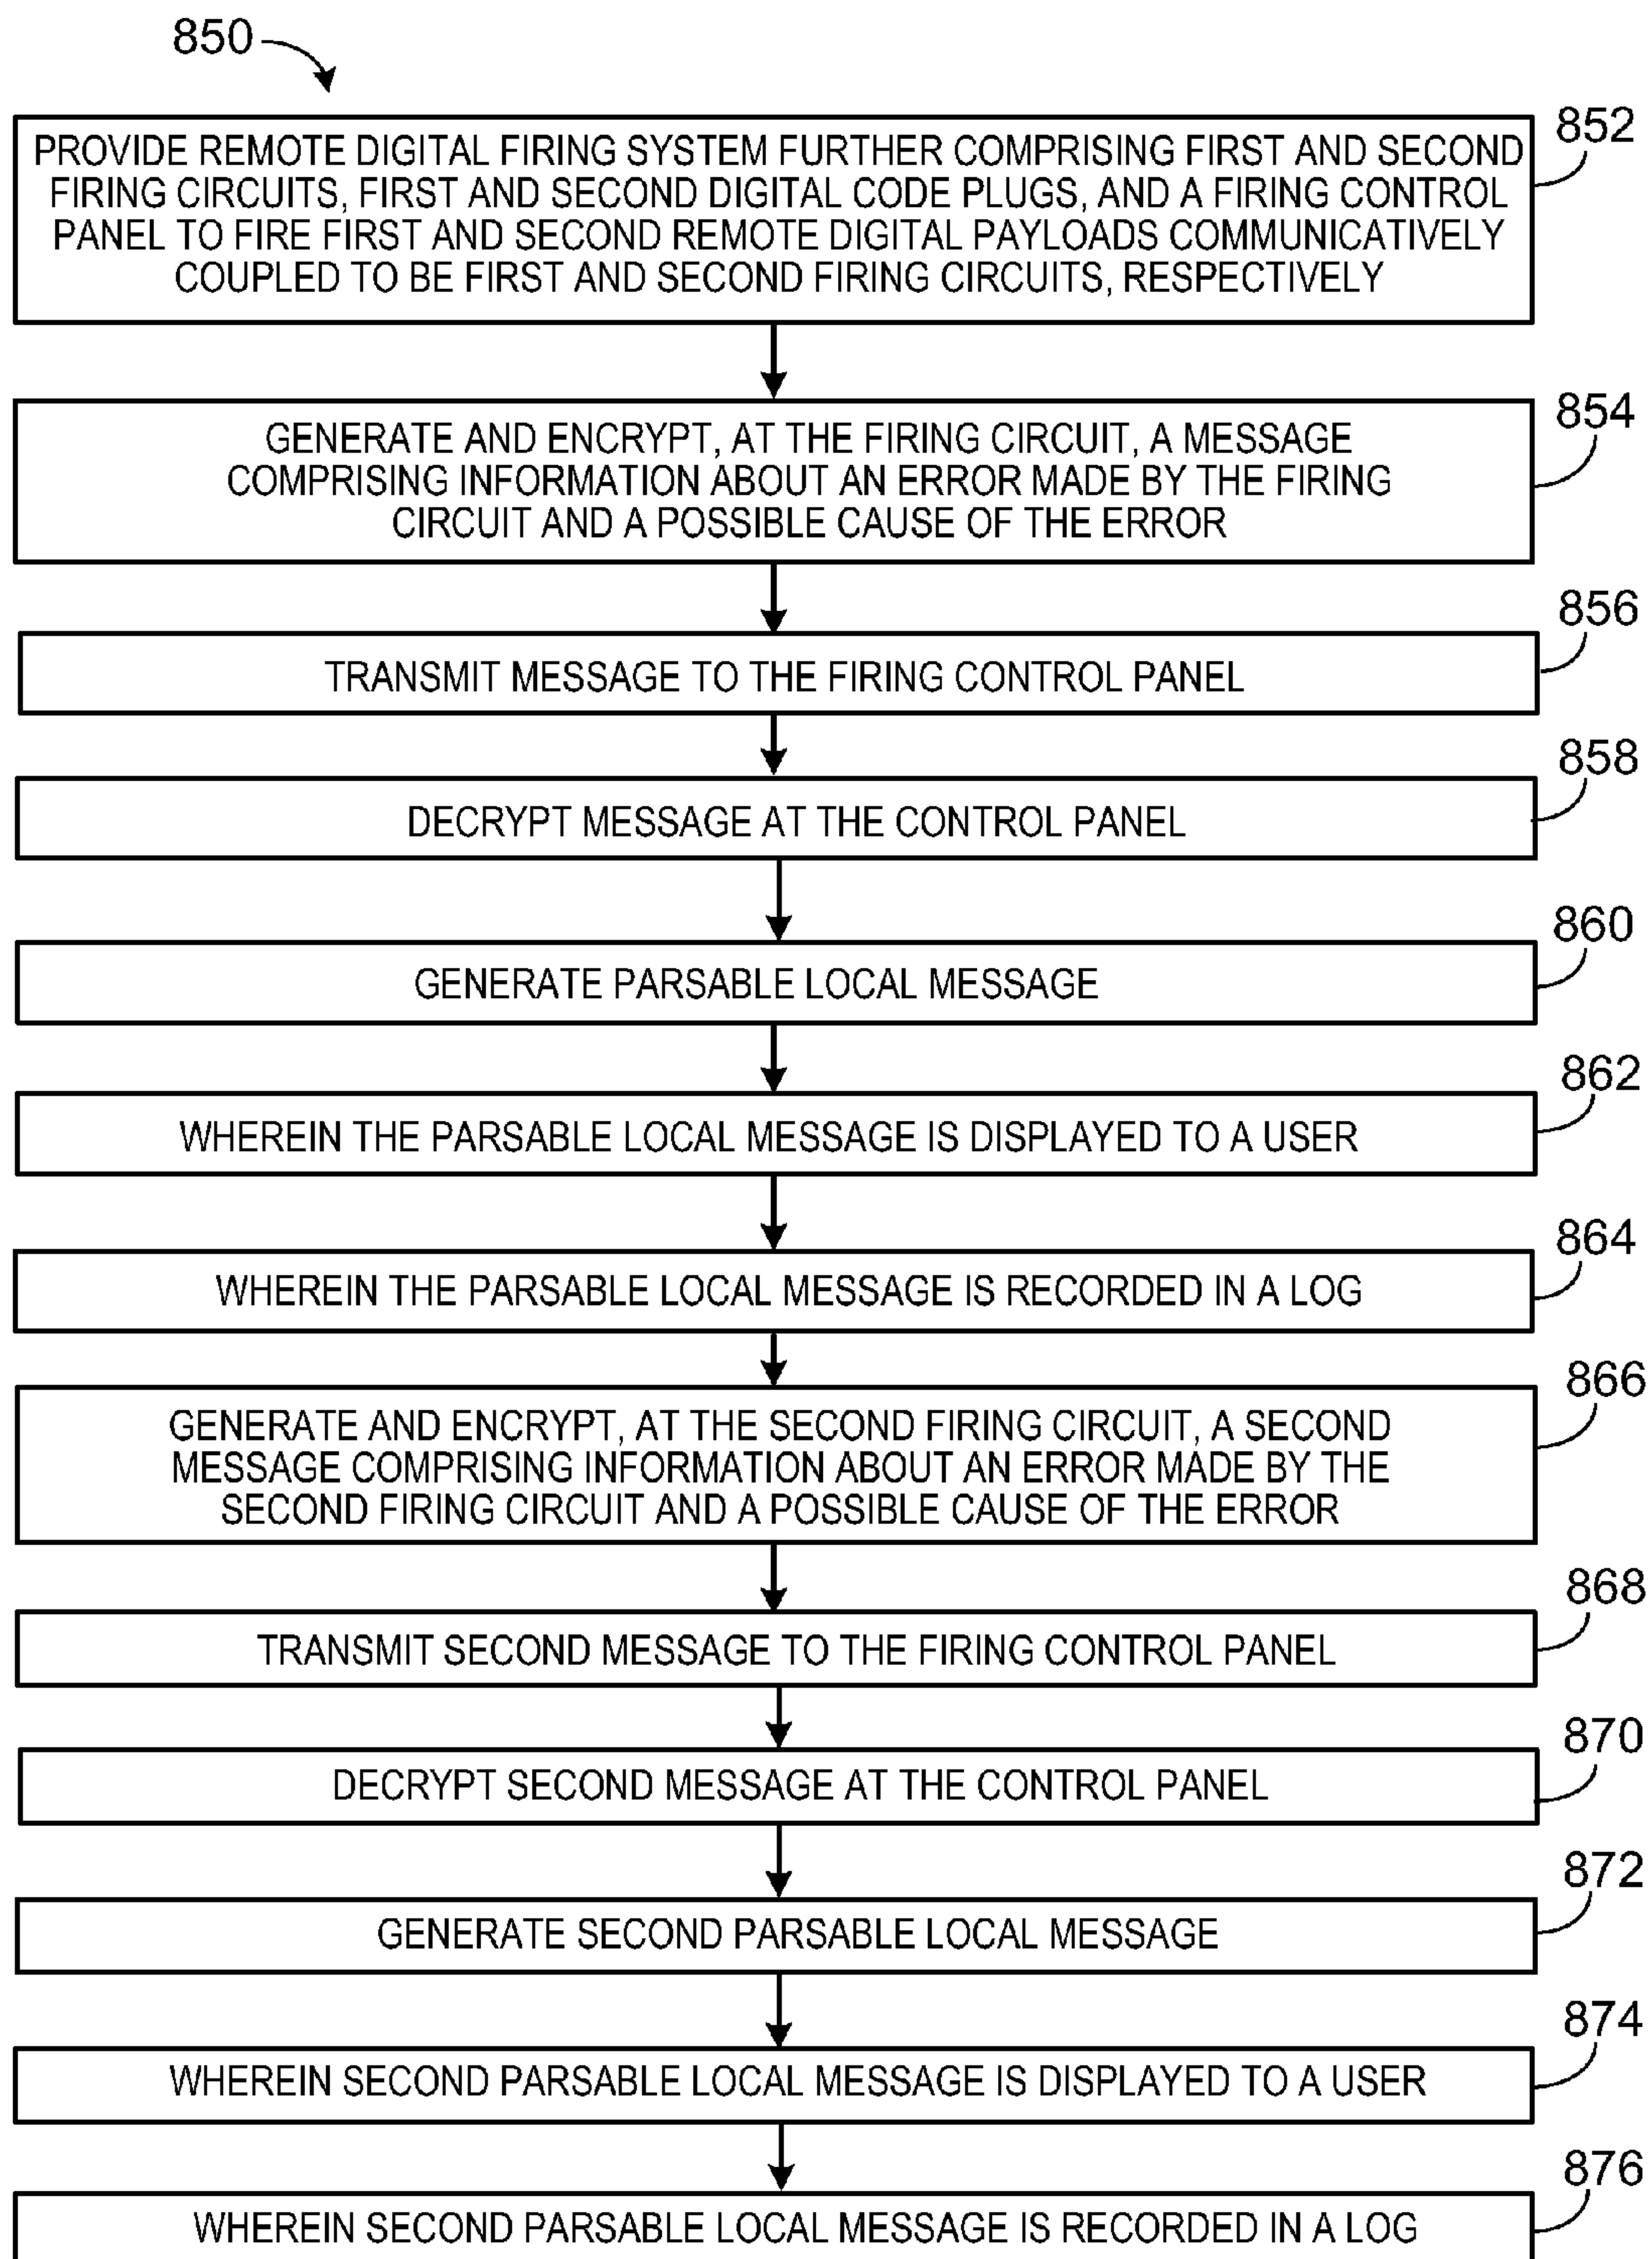 850
852
PROVIDE REMOTE DIGITAL FIRING SYSTEM FURTHER COMPRISING FIRST AND SECOND
FIRING CIRCUITS, FIRST AND SECOND DIGITAL CODE PLUGS, AND A FIRING CONTROL
PANEL TO FIRE FIRST AND SECOND REMOTE DIGITAL PAYLOADS COMMUNICATIVELY
COUPLED TO BE FIRST AND SECOND FIRING CIRCUITS, RESPECTIVELY
854
GENERATE AND ENCRYPT, AT THE FIRING CIRCUIT, A MESSAGE
COMPRISING INFORMATION ABOUT AN ERROR MADE BY THE FIRING
CIRCUIT AND A POSSIBLE CAUSE OF THE ERROR
856
TRANSMIT MESSAGE TO THE FIRING CONTROL PANEL
858
DECRYPT MESSAGE AT THE CONTROL PANEL
860
GENERATE PARSABLE LOCAL MESSAGE
862
WHEREIN THE PARSABLE LOCAL MESSAGE IS DISPLAYED TO A USER
864
WHEREIN THE PARSABLE LOCAL MESSAGE IS RECORDED IN A LOG
866
GENERATE AND ENCRYPT, AT THE SECOND FIRING CIRCUIT, A SECOND
MESSAGE COMPRISING INFORMATION ABOUT AN ERROR MADE BY THE
SECOND FIRING CIRCUIT AND A POSSIBLE CAUSE OF THE ERROR
868
TRANSMIT SECOND MESSAGE TO THE FIRING CONTROL PANEL
870
DECRYPT SECOND MESSAGE AT THE CONTROL PANEL
872
GENERATE SECOND PARSABLE LOCAL MESSAGE
874
WHEREIN SECOND PARSABLE LOCAL MESSAGE IS DISPLAYED TO A USER
876
WHEREIN SECOND PARSABLE LOCAL MESSAGE IS RECORDED IN A LOG